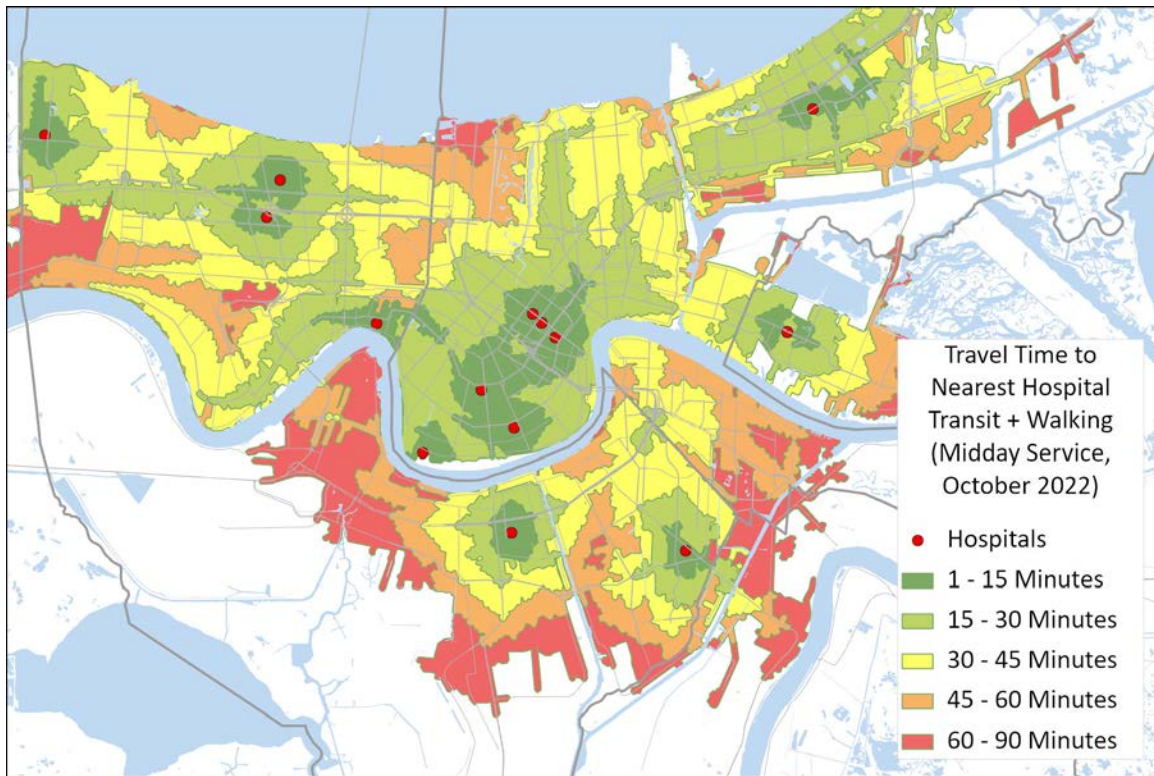 Travel Time to
Nearest Hospital
Transit + Walking
(Midday Service,
October 2022)
Hospitals
1 - 15 Minutes
15 - 30 Minutes
30 - 45 Minutes
45 - 60 Minutes
60 - 90 Minutes